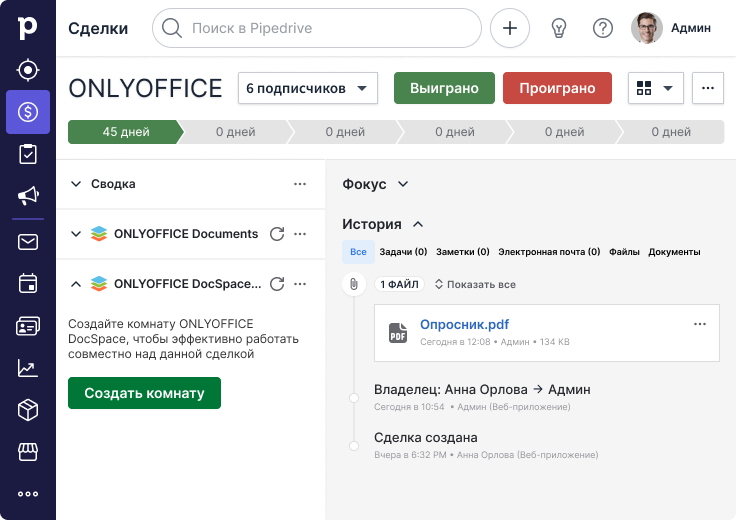 Сделки
Поиск в Pipedrive
Админ
ONLYOFFICE
6 подписчиков
Выиграно
Проиграно
45 дней
0 дней
0 дней
0 дней
0 дней
0 дней
Сводка
ONLYOFFICE Documents
ONLYOFFICE DocSpace...
Создайте комнату ONLYOFFICE
DocSpace, чтобы эффективно работать
совместно над данной сделкой
Создать комнату
Фокус
История
Все
Задачи (0)
Заметки (0)
Электронная почта (0)
Файлы
Документы
1 ФАЙЛ
Показать все
PDF
Опросник.pdf
Сегодня в 12:08 • Админ • 134 KB
Владелец: Анна Орлова → Админ
Сегодня в 10:54 • Админ (Веб-приложение)
Сделка создана
Вчера в 6:32 PM • Анна Орлова (Веб-приложение)